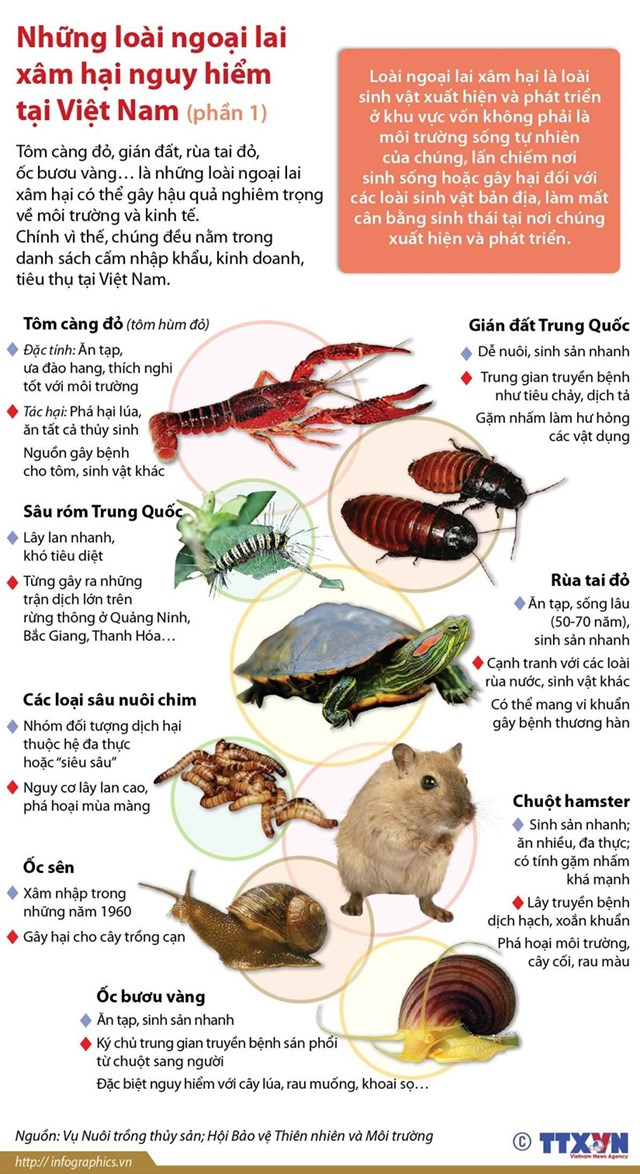 Những loài ngoại lai
xâm hại nguy hiểm
tại Việt Nam (phần 1)
Tôm càng đỏ, gián đất, rùa tai đỏ,
ốc bươu vàng... là những loài ngoại lai
xâm hại có thể gây hậu quả nghiêm trọng
về môi trường và kinh tế.
Chính vì thế, chúng đều nằm trong
danh sách cấm nhập khẩu, kinh doanh,
tiêu thụ tại Việt Nam.
Loài ngoại lai xâm hại là loài
sinh vật xuất hiện và phát triển
ở khu vực vốn không phải là
môi trường sống tự nhiên
của chúng, lấn chiếm nơi
sinh sống hoặc gây hại đối với
các loài sinh vật bản địa, làm mất
cân bằng sinh thái tại nơi chúng
xuất hiện và phát triển.
Tôm càng đỏ (tôm hùm đỏ)
Đặc tính: Ăn tạp,
ưa đào hang, thích nghi
tốt với môi trường
Tác hại: Phá hại lúa,
ăn tất cả thủy sinh
Nguồn gây bệnh
cho tôm, sinh vật khác
Gián đất Trung Quốc
Dễ nuôi, sinh sản nhanh
Trung gian truyền bệnh
như tiêu chảy, dịch tả
Gặm nhấm làm hư hỏng
các vật dụng
Sâu róm Trung Quốc
Lây lan nhanh,
khó tiêu diệt
Từng gây ra những
trận dịch lớn trên
rừng thông ở Quảng Ninh,
Bắc Giang, Thanh Hóa...
Rùa tai đỏ
Ăn tạp, sống lâu
(50-70 năm),
sinh sản nhanh
Cạnh tranh với các loài
rùa nước, sinh vật khác
Có thể mang vi khuẩn
gây bệnh thương hàn
Các loại sâu nuôi chim
Nhóm đối tượng dịch hại
thuộc hệ đa thực
hoặc "siêu sâu"
Nguy cơ lây lan cao,
phá hoại mùa màng
Chuột hamster
Sinh sản nhanh;
ăn nhiều, đa thực;
có tính gặm nhấm
khá mạnh
Lây truyền bệnh
dịch hạch, xoắn khuẩn
Phá hoại môi trường,
cây cối, rau màu
Ốc sên
Xâm nhập trong
những năm 1960
Gây hại cho cây trồng cạn
Ốc bươu vàng
Ăn tạp, sinh sản nhanh
Ký chủ trung gian truyền bệnh sán phổi
từ chuột sang người
Đặc biệt nguy hiểm với cây lúa, rau muống, khoai sọ...
Nguồn: Vụ Nuôi trồng thủy sản; Hội Bảo vệ Thiên nhiên và Môi trường
© TTXVN
Vietnam News Agency
http://infographics.vn